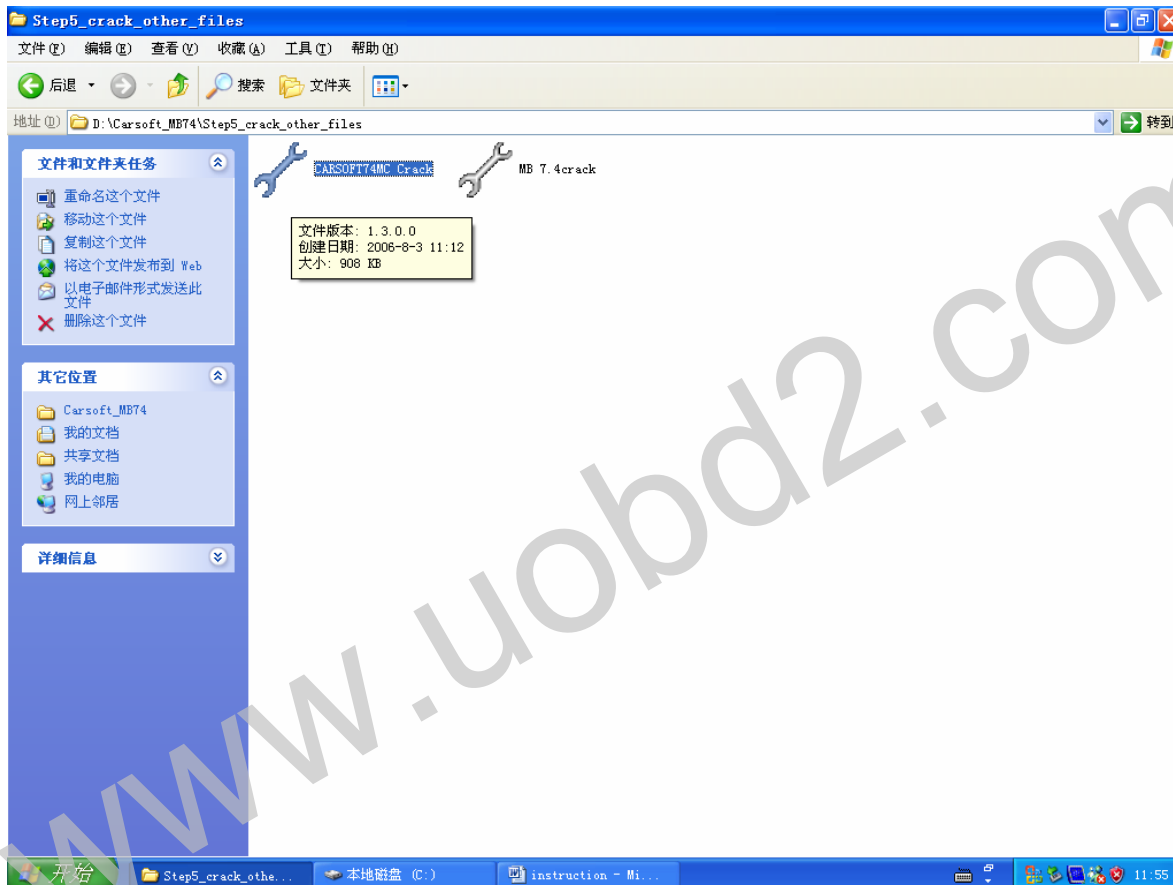 Step5_crack_other_files
文件(F) 编辑(E) 查看(V) 收藏(A) 工具(T) 帮助(H)
后退 搜索 文件夹
地址(D) D:\Carsoft_MB74\Step5_crack_other_files 转到
文件和文件夹任务
重命名这个文件
移动这个文件
复制这个文件
将这个文件发布到 Web
以电子邮件形式发送此
文件
删除这个文件
其它位置
Carsoft_MB74
我的文档
共享文档
我的电脑
网上邻居
详细信息
CARSOFT74MC Crack
MB 7.4crack
文件版本: 1.3.0.0
创建日期: 2006-8-3 11:12
大小: 908 KB
www.uobd2.com
开始 Step5_crack_othe... 本地磁盘 (C:) instruction - Mi... 11:55